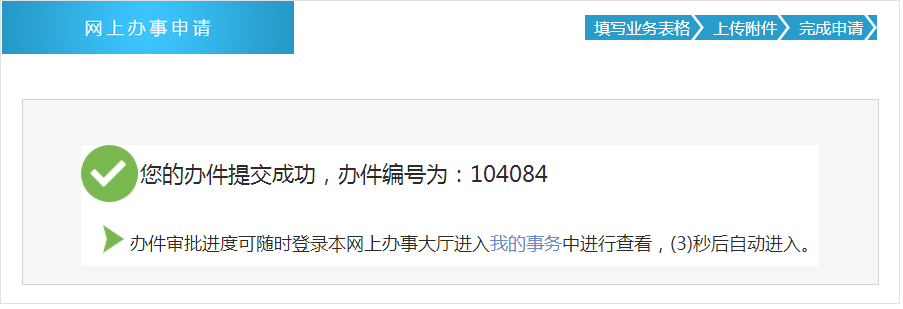 网上办事申请
填写业务表格 上传附件 完成申请
您的办件提交成功，办件编号为：104084
办件审批进度可随时登录本网上办事大厅进入我的事务中进行查看，(3)秒后自动进入。